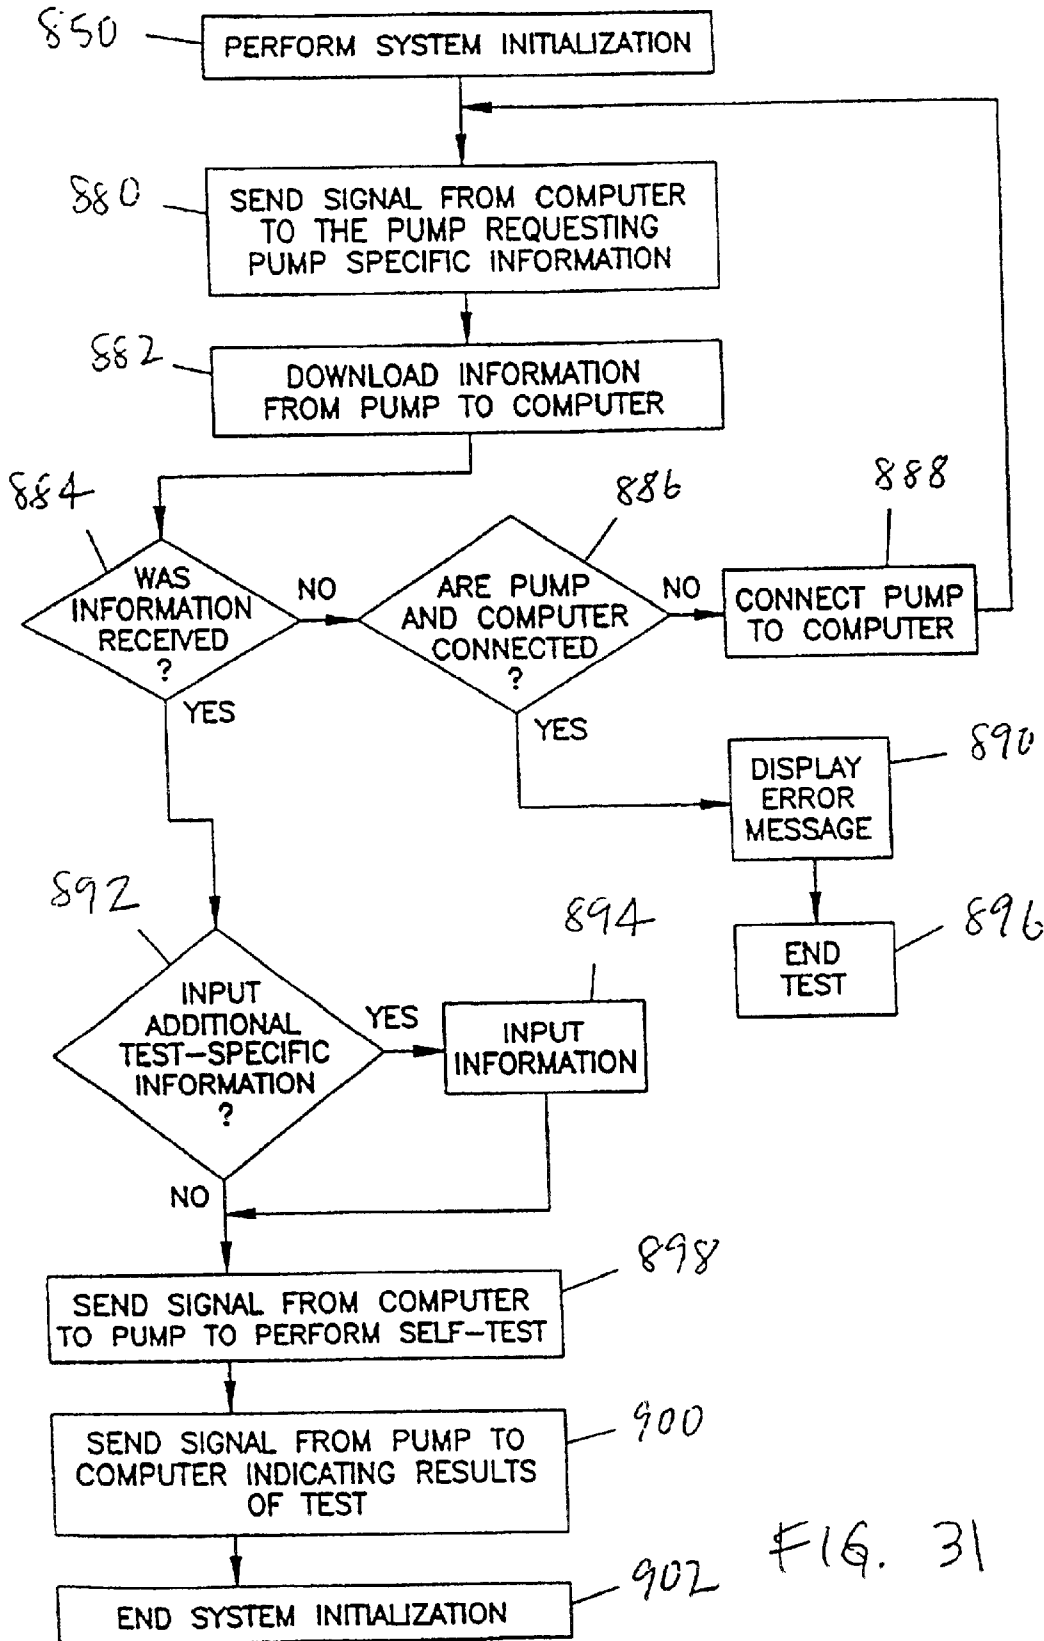 850
PERFORM SYSTEM INITIALIZATION
880
SEND SIGNAL FROM COMPUTER
TO THE PUMP REQUESTING
PUMP SPECIFIC INFORMATION
882
DOWNLOAD INFORMATION
FROM PUMP TO COMPUTER
884
WAS
INFORMATION
RECEIVED
?
NO
YES
886
ARE PUMP
AND COMPUTER
CONNECTED
?
NO
YES
888
CONNECT PUMP
TO COMPUTER
890
DISPLAY
ERROR
MESSAGE
896
END
TEST
892
INPUT
ADDITIONAL
TEST-SPECIFIC
INFORMATION
?
YES
NO
894
INPUT
INFORMATION
898
SEND SIGNAL FROM COMPUTER
TO PUMP TO PERFORM SELF-TEST
900
SEND SIGNAL FROM PUMP TO
COMPUTER INDICATING RESULTS
OF TEST
902
END SYSTEM INITIALIZATION
FIG. 31